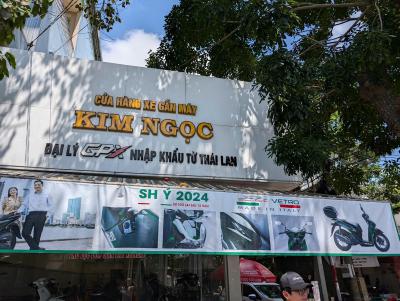 CỬA HÀNG XE GẮN MÁY
KIM NGỌC
ĐẠI LÝ GPX NHẬP KHẨU TỪ THÁI LAN
SH Ý 2024
VETRO
MADE IN ITALY